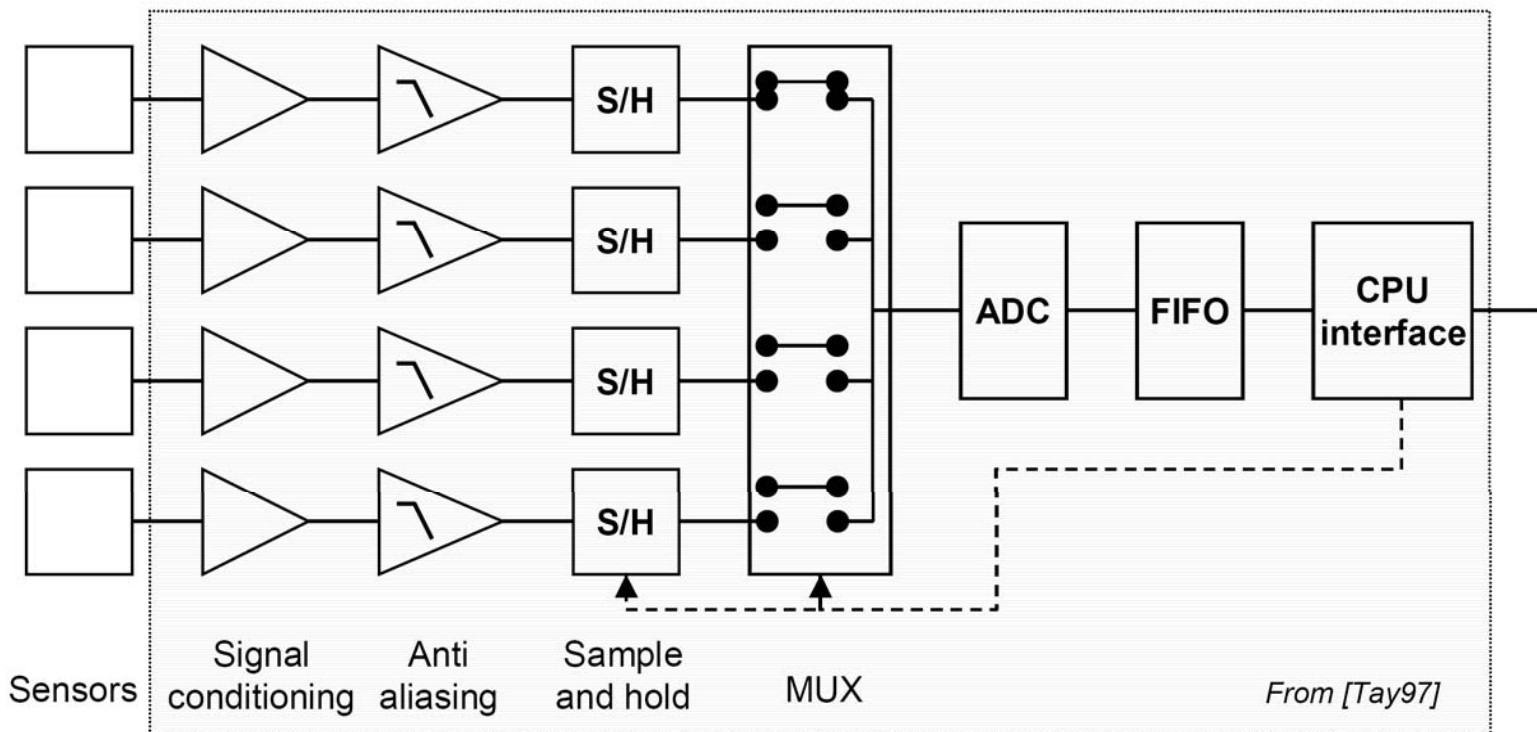 S/H
S/H
S/H
S/H
ADC
FIFO
CPU
interface
Sensors
Signal
conditioning
Anti
aliasing
Sample
and hold
MUX
From [Tay97]